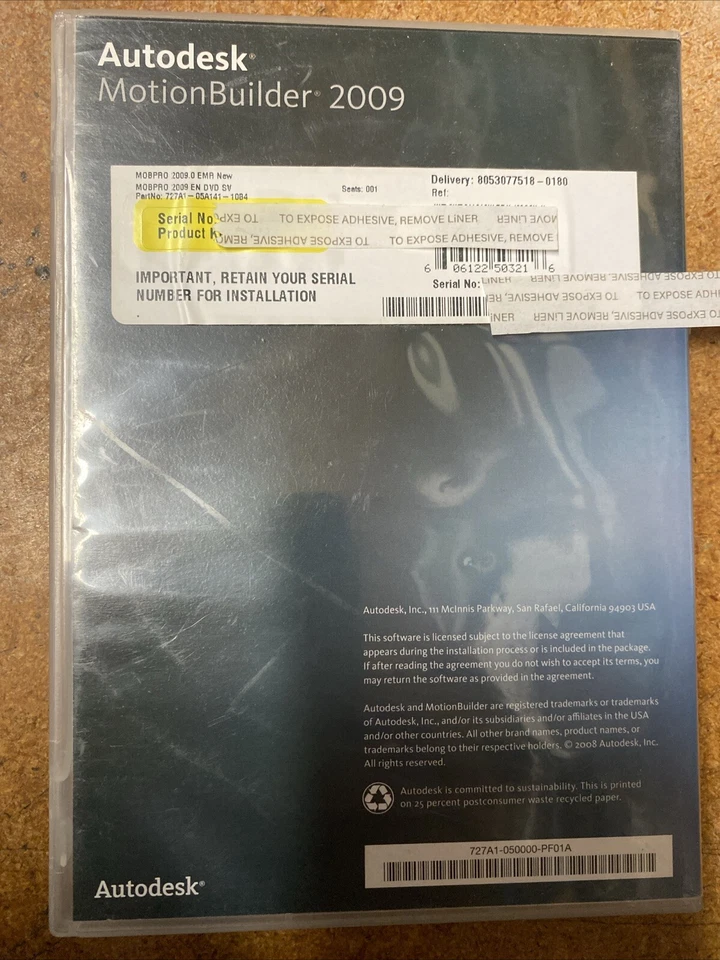 Autodesk®
MotionBuilder® 2009
MOBPRO 2009.0 EMR New
MOBPRO 2009 EN DVD SV
PartNo: 727A1-05A141-10B4
Seats: 001
Delivery: 8053077518-0180
Ref:
Serial No:
Product K
TO EXPOSE ADHESIVE, REMOVE LINER
TO EXPOSE ADHESIVE, REMOVE
6 06122 50321 6
IMPORTANT, RETAIN YOUR SERIAL
NUMBER FOR INSTALLATION
Serial No:
LINER REMOVE ADHESIVE, EXPOSE TO
TO EXPOSE ADH
INER
Autodesk, Inc., 111 McInnis Parkway, San Rafael, California 94903 USA
This software is licensed subject to the license agreement that
appears during the installation process or is included in the package.
If after reading the agreement you do not wish to accept its terms, you
may return the software as provided in the agreement.
Autodesk and MotionBuilder are registered trademarks or trademarks
of Autodesk, Inc., and/or its subsidiaries and/or affiliates in the USA
and/or other countries. All other brand names, product names, or
trademarks belong to their respective holders. © 2008 Autodesk, Inc.
All rights reserved.
Autodesk is committed to sustainability. This is printed
on 25 percent postconsumer waste recycled paper.
727A1-050000-PF01A
Autodesk®